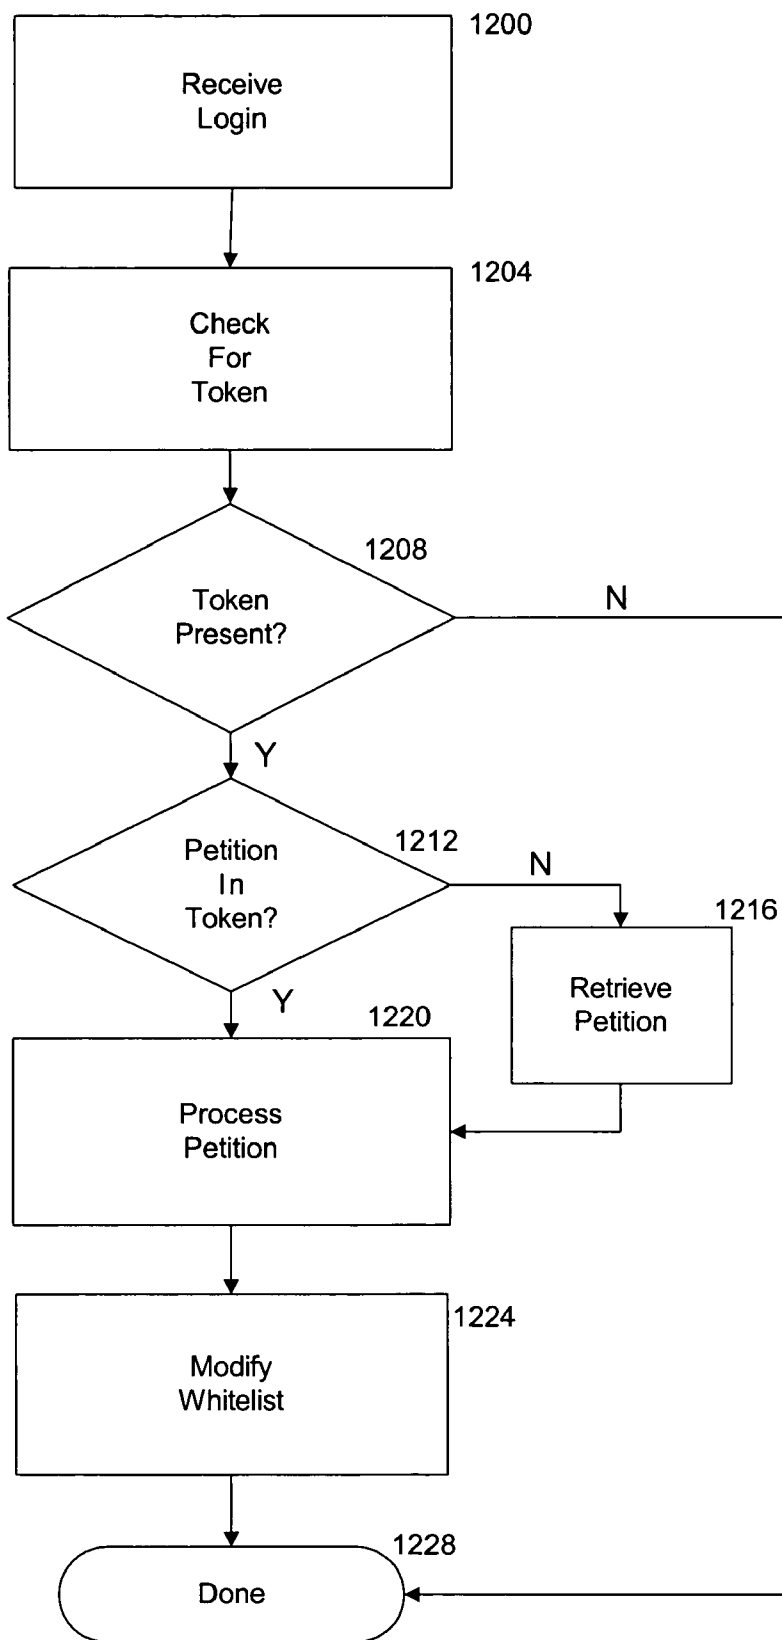 1200
Receive
Login
1204
Check
For
Token
1208
Token
Present?
N
Y
1212
Petition
In
Token?
N
1216
Retrieve
Petition
Y
1220
Process
Petition
1224
Modify
Whitelist
1228
Done